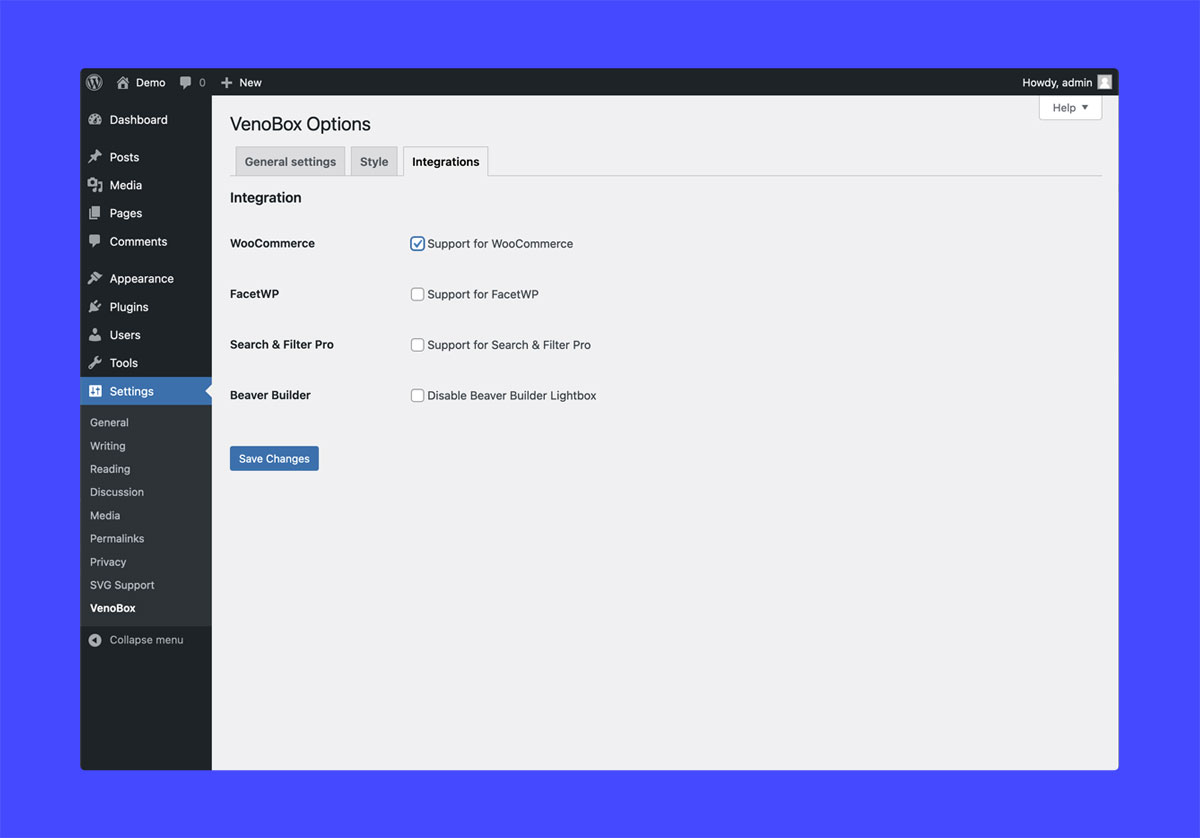 Demo 0 New Howdy, admin
Help
Dashboard
Posts
Media
Pages
Comments
Appearance
Plugins
Users
Tools
Settings
General
Writing
Reading
Discussion
Media
Permalinks
Privacy
SVG Support
VenoBox
Collapse menu
VenoBox Options
General settings Style Integrations
Integration
WooCommerce Support for WooCommerce
FacetWP Support for FacetWP
Search & Filter Pro Support for Search & Filter Pro
Beaver Builder Disable Beaver Builder Lightbox
Save Changes